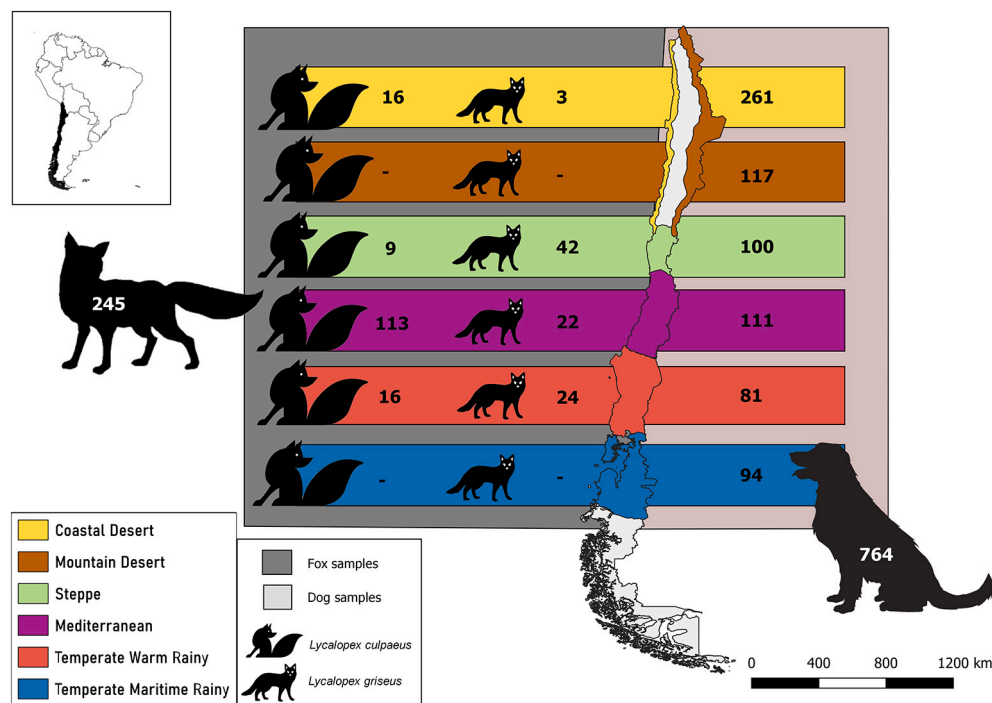 16 3 261
- - 117
9 42 100
245
113 22 111
16 24 81
- - 94
764
Coastal Desert
Mountain Desert
Steppe
Mediterranean
Temperate Warm Rainy
Temperate Maritime Rainy
Fox samples
Dog samples
Lycalopex culpaeus
Lycalopex griseus
0 400 800 1200 km